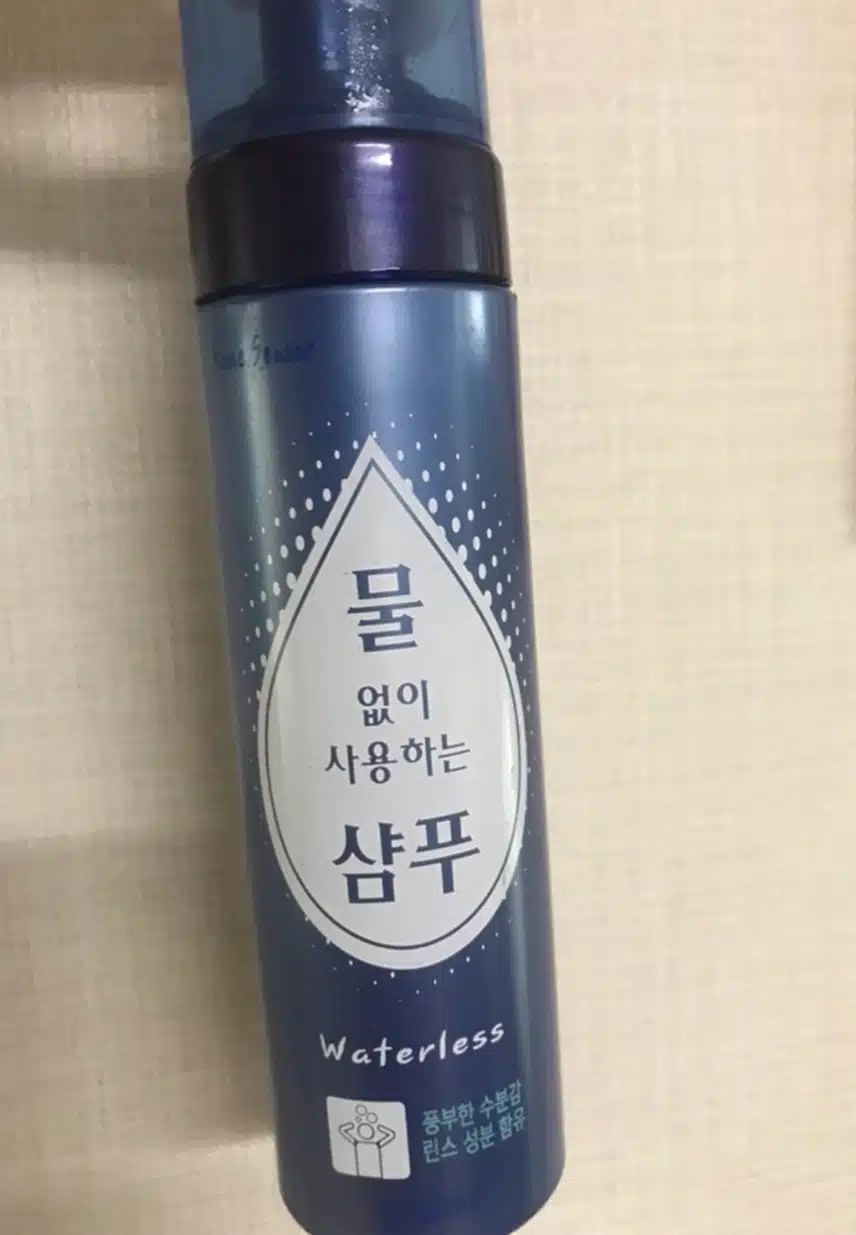 물
없이
사용하는
샴푸
Waterless
풍부한 수분감
린스 성분 함유